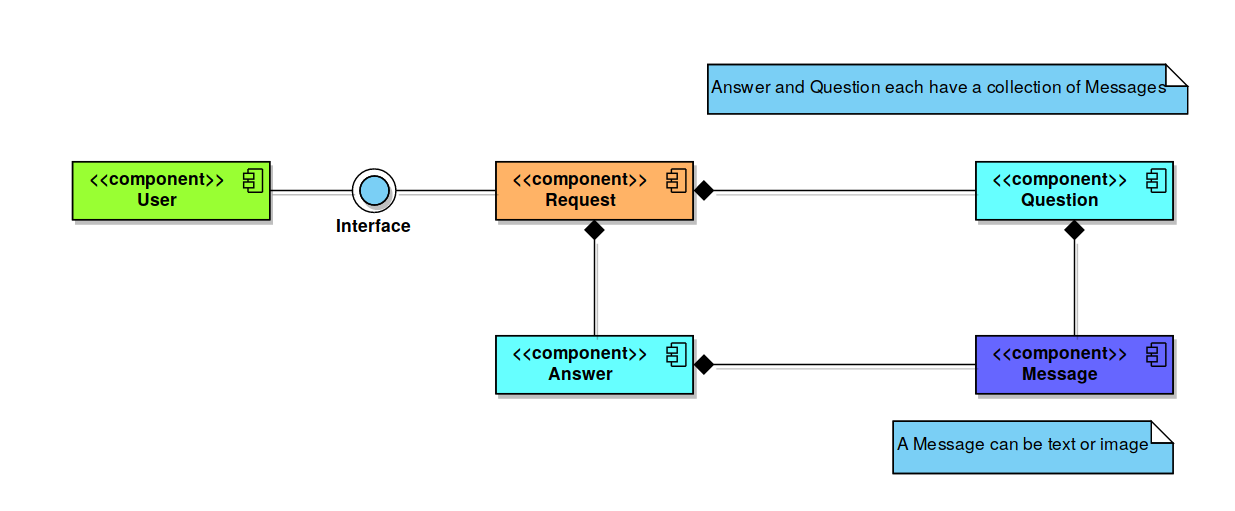 Answer and Question each have a collection of Messages
<<component>>
User
Interface
<<component>>
Request
<<component>>
Question
<<component>>
Answer
<<component>>
Message
A Message can be text or image